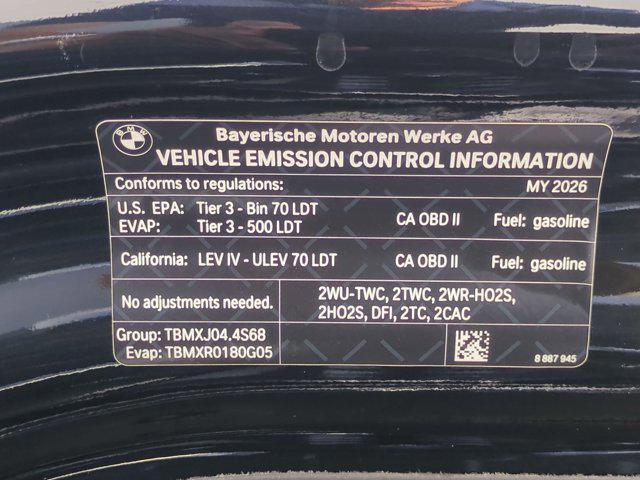 BMW
Bayerische Motoren Werke AG
VEHICLE EMISSION CONTROL INFORMATION
Conforms to regulations: MY 2026
U.S. EPA: Tier 3 - Bin 70 LDT CA OBD II Fuel: gasoline
EVAP: Tier 3 - 500 LDT
California: LEV IV - ULEV 70 LDT CA OBD II Fuel: gasoline
No adjustments needed. 2WU-TWC, 2TWC, 2WR-HO2S,
2HO2S, DFI, 2TC, 2CAC
Group: TBMXJ04.4S68
Evap: TBMXR0180G05
8 887 945